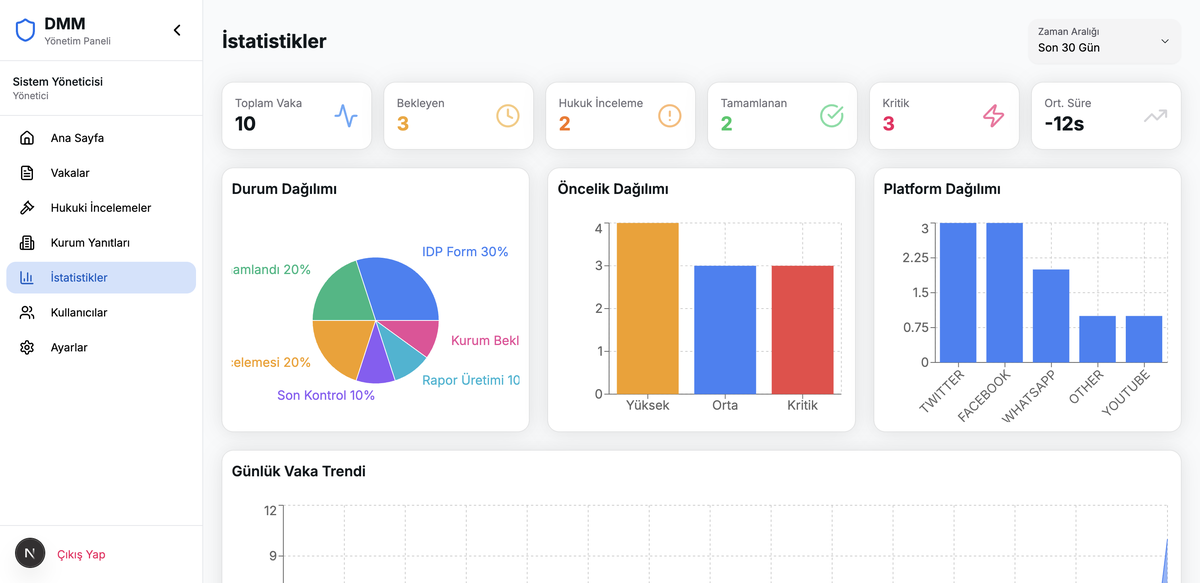 DMM
Yönetim Paneli
Sistem Yöneticisi
Yönetici
Ana Sayfa
Vakalar
Hukuki İncelemeler
Kurum Yanıtları
İstatistikler
Kullanıcılar
Ayarlar
N
Çıkış Yap
İstatistikler
Zaman Aralığı
Son 30 Gün
Toplam Vaka
10
Bekleyen
3
Hukuk İnceleme
2
Tamamlanan
2
Kritik
3
Ort. Süre
-12s
Durum Dağılımı
IDP Form 30%
amlandı 20%
Kurum Bekl
celemesi 20%
Rapor Üretimi 10
Son Kontrol 10%
Öncelik Dağılımı
4
3
2
1
0
Yüksek
Orta
Kritik
Platform Dağılımı
3
2.25
1.5
0.75
0
TWITTER
FACEBOOK
WHATSAPP
OTHER
YOUTUBE
Günlük Vaka Trendi
12
9